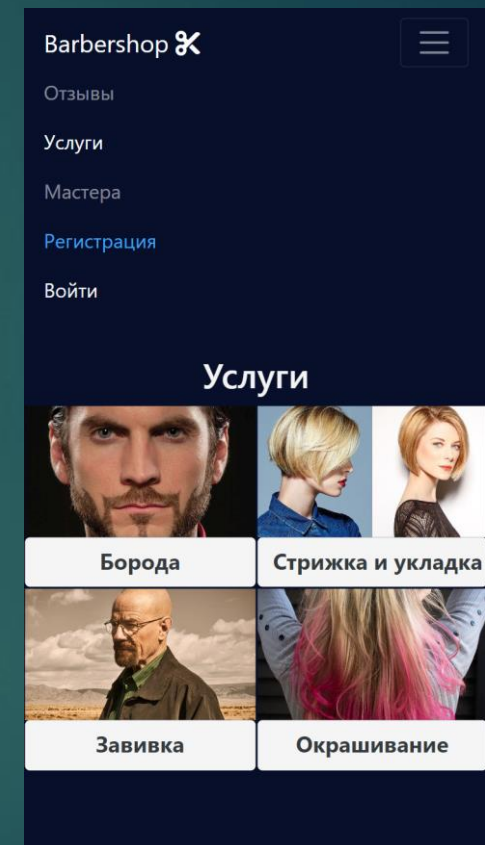 Barbershop
Отзывы
Услуги
Мастера
Регистрация
Войти
Услуги
Борода
Стрижка и укладка
Завивка
Окрашивание